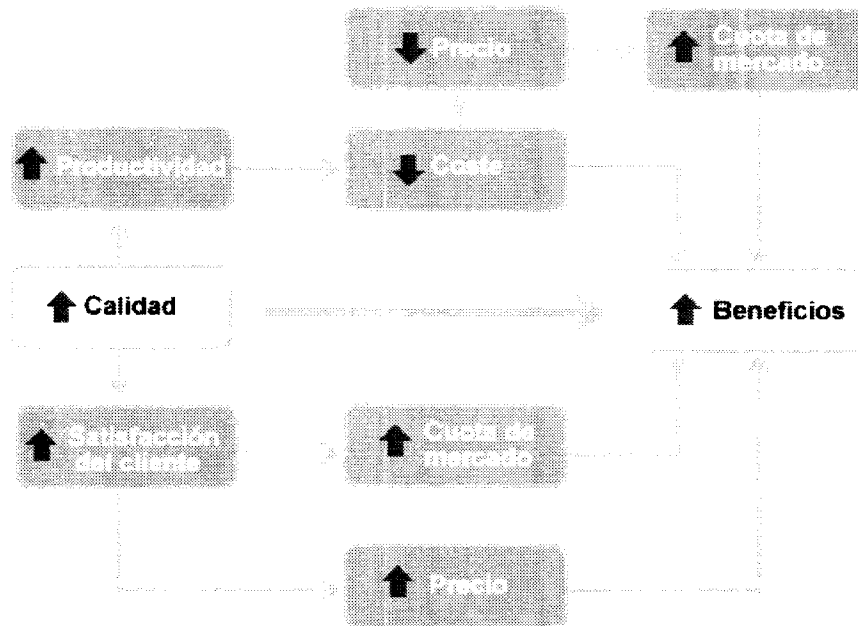 Precio
Cuota de
mercado
Productividad
Coste
Calidad
Beneficios
Satisfacción
del cliente
Cuota de
mercado
Precio